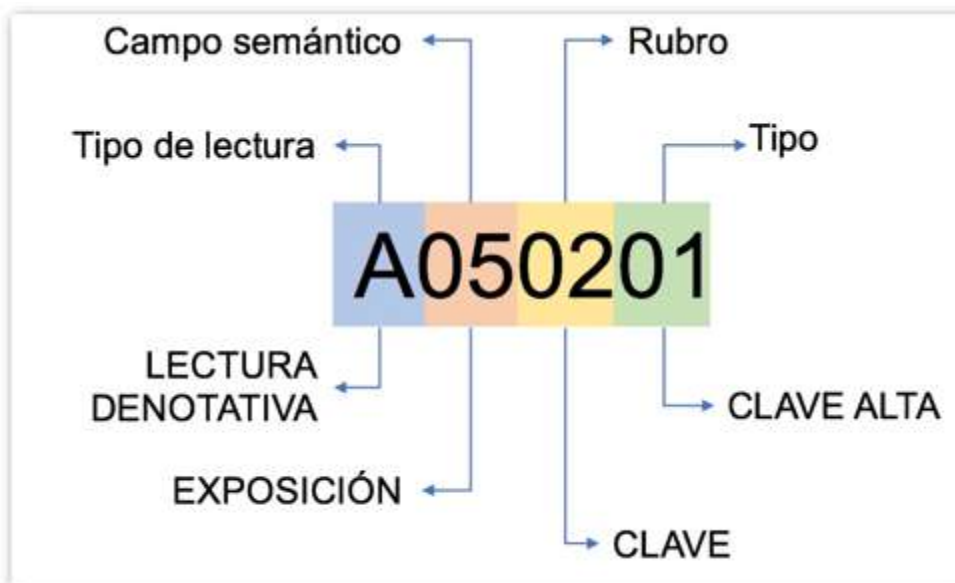 Campo semántico
Rubro
Tipo de lectura
Tipo
A050201
LECTURA
DENOTATIVA
CLAVE ALTA
EXPOSICIÓN
CLAVE